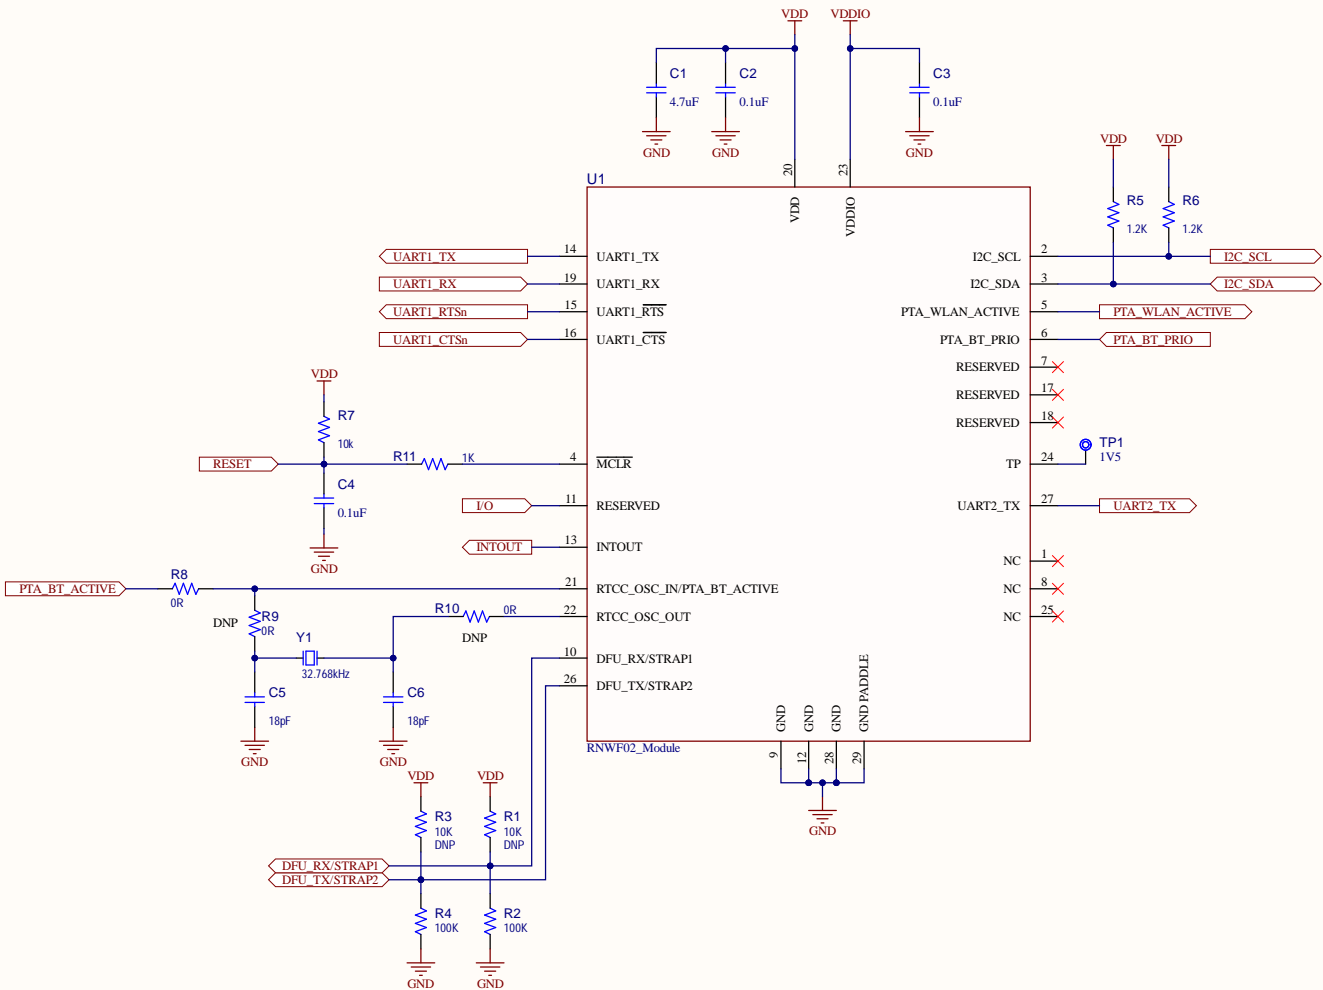 VDD
VDDIO
C1
4.7uF
C2
0.1uF
C3
0.1uF
GND
GND
GND
VDD
VDD
R5
1.2K
R6
1.2K
U1
20
23
VDD
VDDIO
UART1_TX
14
UART1_TX
UART1_RX
19
UART1_RX
UART1_RTSn
15
UART1_RTS
UART1_CTSn
16
UART1_CTS
I2C_SCL
2
I2C_SCL
I2C_SDA
3
I2C_SDA
PTA_WLAN_ACTIVE
5
PTA_WLAN_ACTIVE
PTA_BT_PRIO
6
PTA_BT_PRIO
RESERVED
7
RESERVED
17
RESERVED
18
VDD
R7
10k
RESET
R11
1K
4
MCLR
C4
0.1uF
GND
TP
24
TP1
1V5
I/O
11
RESERVED
UART2_TX
27
UART2_TX
INTOUT
13
INTOUT
NC
1
NC
8
NC
25
PTA_BT_ACTIVE
R8
0R
21
RTCC_OSC_IN/PTA_BT_ACTIVE
DNP
R9
0R
R10
0R
DNP
22
RTCC_OSC_OUT
Y1
32.768kHz
10
DFU_RX/STRAP1
26
DFU_TX/STRAP2
C5
18pF
C6
18pF
GND
GND
GND
GND
GND
GND PADDLE
9
12
28
29
GND
RNWF02_Module
VDD
VDD
R3
10K
DNP
R1
10K
DNP
DFU_RX/STRAP1
DFU_TX/STRAP2
R4
100K
R2
100K
GND
GND